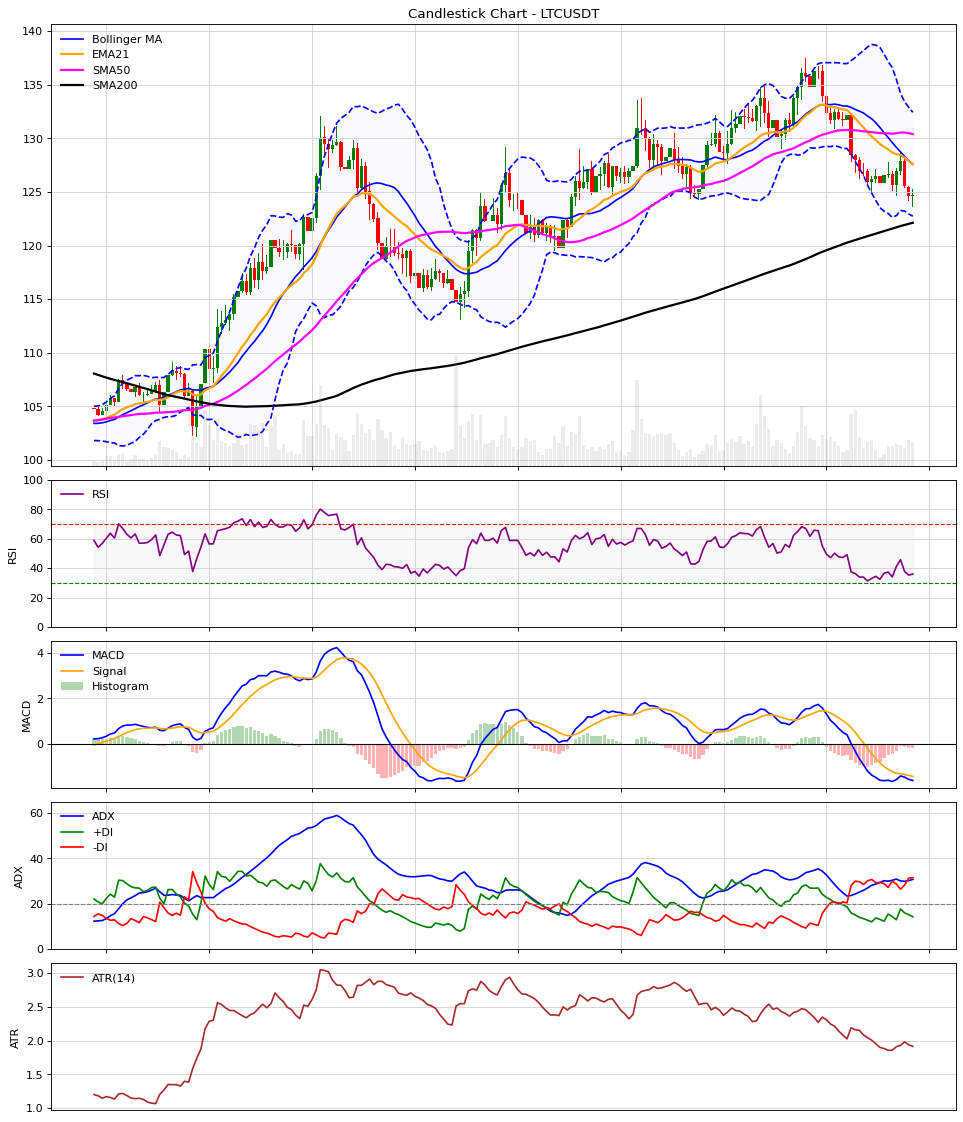 Candlestick Chart - LTCUSDT
140
135
130
125
120
115
110
105
100
Bollinger MA
EMA21
SMA50
SMA200
100
80
60
40
20
0
RSI
RSI
4
2
0
MACD
MACD
Signal
Histogram
60
40
20
0
ADX
ADX
+DI
-DI
3.0
2.5
2.0
1.5
1.0
ATR
ATR(14)